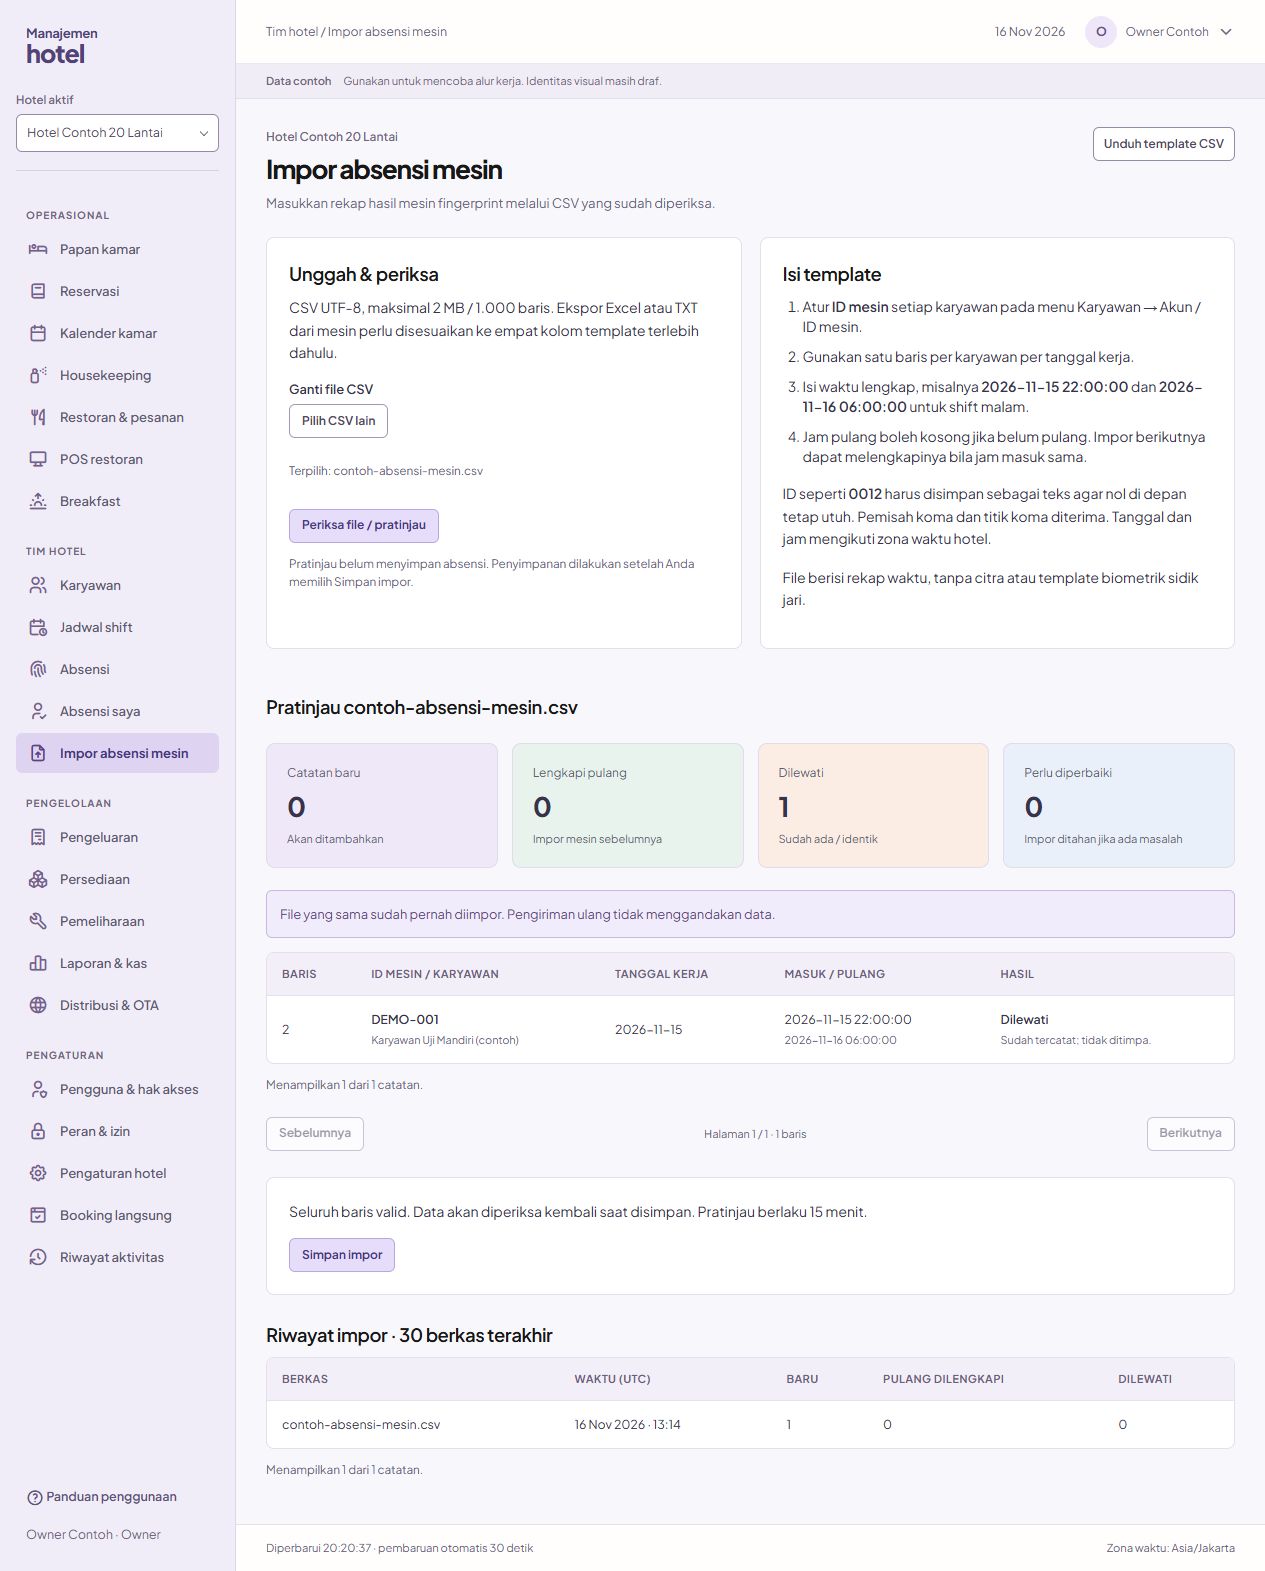 Manajemen
hotel
Hotel aktif
Hotel Contoh 20 Lantai
OPERASIONAL
Papan kamar
Reservasi
Kalender kamar
Housekeeping
Restoran & pesanan
POS restoran
Breakfast
TIM HOTEL
Karyawan
Jadwal shift
Absensi
Absensi saya
Impor absensi mesin
PENGELOLAAN
Pengeluaran
Persediaan
Pemeliharaan
Laporan & kas
Distribusi & OTA
PENGATURAN
Pengguna & hak akses
Peran & izin
Pengaturan hotel
Booking langsung
Riwayat aktivitas
Panduan penggunaan
Owner Contoh · Owner
Tim hotel / Impor absensi mesin
16 Nov 2026
O
Owner Contoh
Data contoh Gunakan untuk mencoba alur kerja. Identitas visual masih draf.
Hotel Contoh 20 Lantai
Impor absensi mesin
Masukkan rekap hasil mesin fingerprint melalui CSV yang sudah diperiksa.
Unduh template CSV
Unggah & periksa
CSV UTF-8, maksimal 2 MB / 1.000 baris. Ekspor Excel atau TXT
dari mesin perlu disesuaikan ke empat kolom template terlebih
dahulu.
Ganti file CSV
Pilih CSV lain
Terpilih: contoh-absensi-mesin.csv
Periksa file / pratinjau
Pratinjau belum menyimpan absensi. Penyimpanan dilakukan setelah Anda
memilih Simpan impor.
Isi template
1. Atur ID mesin setiap karyawan pada menu Karyawan → Akun /
ID mesin.
2. Gunakan satu baris per karyawan per tanggal kerja.
3. Isi waktu lengkap, misalnya 2026-11-15 22:00:00 dan 2026-
11-16 06:00:00 untuk shift malam.
4. Jam pulang boleh kosong jika belum pulang. Impor berikutnya
dapat melengkapinya bila jam masuk sama.
ID seperti 0012 harus disimpan sebagai teks agar nol di depan
tetap utuh. Pemisah koma dan titik koma diterima. Tanggal dan
jam mengikuti zona waktu hotel.
File berisi rekap waktu, tanpa citra atau template biometrik sidik
jari.
Pratinjau contoh-absensi-mesin.csv
Catatan baru
0
Akan ditambahkan
Lengkapi pulang
0
Impor mesin sebelumnya
Dilewati
1
Sudah ada / identik
Perlu diperbaiki
0
Impor ditahan jika ada masalah
File yang sama sudah pernah diimpor. Pengiriman ulang tidak menggandakan data.
BARIS ID MESIN / KARYAWAN TANGGAL KERJA MASUK / PULANG HASIL
2 DEMO-001 2026-11-15 2026-11-15 22:00:00 Dilewati
Karyawan Uji Mandiri (contoh) 2026-11-16 06:00:00 Sudah tercatat; tidak ditimpa.
Menampilkan 1 dari 1 catatan.
Sebelumnya
Halaman 1 / 1 · 1 baris
Berikutnya
Seluruh baris valid. Data akan diperiksa kembali saat disimpan. Pratinjau berlaku 15 menit.
Simpan impor
Riwayat impor · 30 berkas terakhir
BERKAS WAKTU (UTC) BARU PULANG DILENGKAPI DILEWATI
contoh-absensi-mesin.csv 16 Nov 2026 · 13:14 1 0 0
Menampilkan 1 dari 1 catatan.
Diperbarui 20:20:37 · pembaruan otomatis 30 detik
Zona waktu: Asia/Jakarta